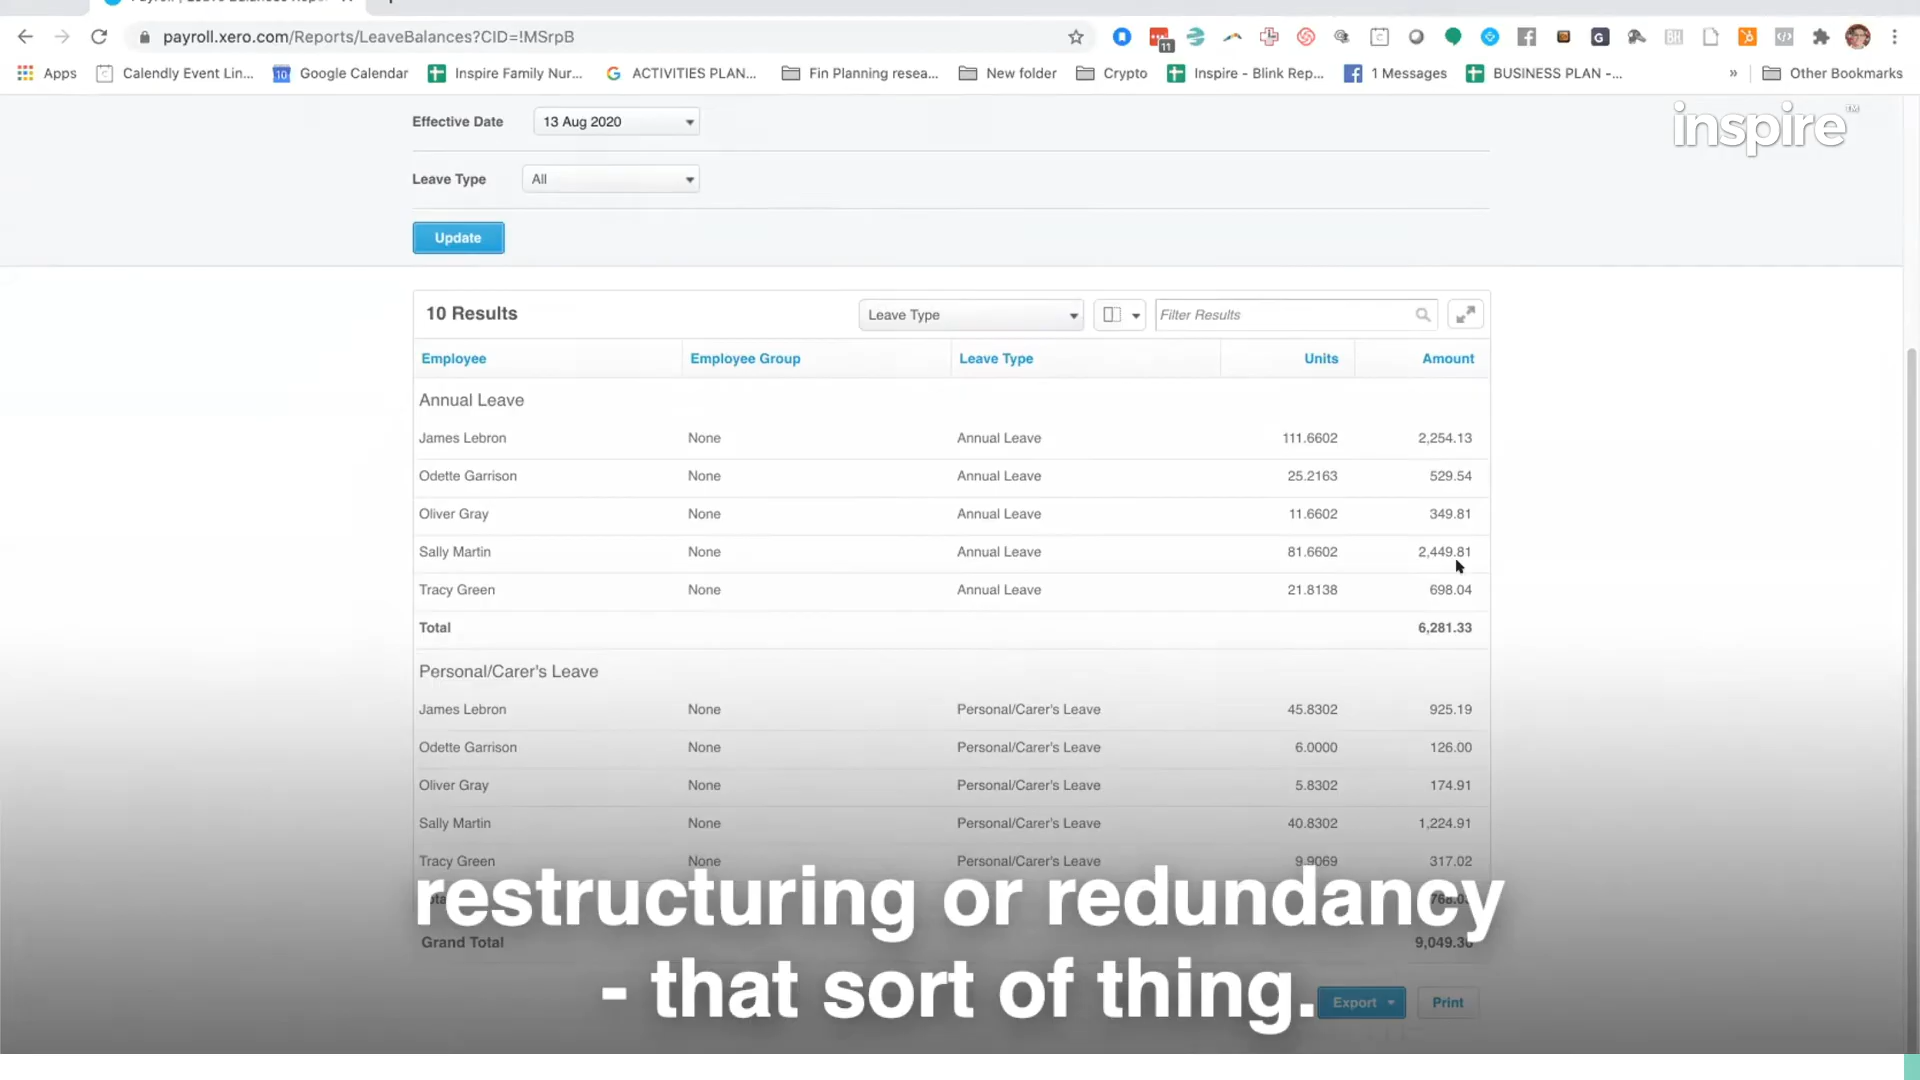 payroll.xero.com/Reports/LeaveBalances?CID=!MSrpB
11
Apps
Calendly Event Lin...
Google Calendar
Inspire Family Nur...
ACTIVITIES PLAN...
Fin Planning resea...
New folder
Crypto
Inspire - Blink Rep...
1 Messages
BUSINESS PLAN -...
»
Other Bookmarks
Effective Date 13 Aug 2020
inspire™
Leave Type All
Update
10 Results Leave Type Filter Results
Employee Employee Group Leave Type Units Amount
Annual Leave
James Lebron None Annual Leave 111.6602 2,254.13
Odette Garrison None Annual Leave 25.2163 529.54
Oliver Gray None Annual Leave 11.6602 349.81
Sally Martin None Annual Leave 81.6602 2,449.81
Tracy Green None Annual Leave 21.8138 698.04
Total 6,281.33
Personal/Carer's Leave
James Lebron None Personal/Carer's Leave 45.8302 925.19
Odette Garrison None Personal/Carer's Leave 6.0000 126.00
Oliver Gray None Personal/Carer's Leave 5.8302 174.91
Sally Martin None Personal/Carer's Leave 40.8302 1,224.91
Tracy Green None Personal/Carer's Leave 9.9069 317.02
restructuring or redundancy
Grand Total
- that sort of thing.
Export Print